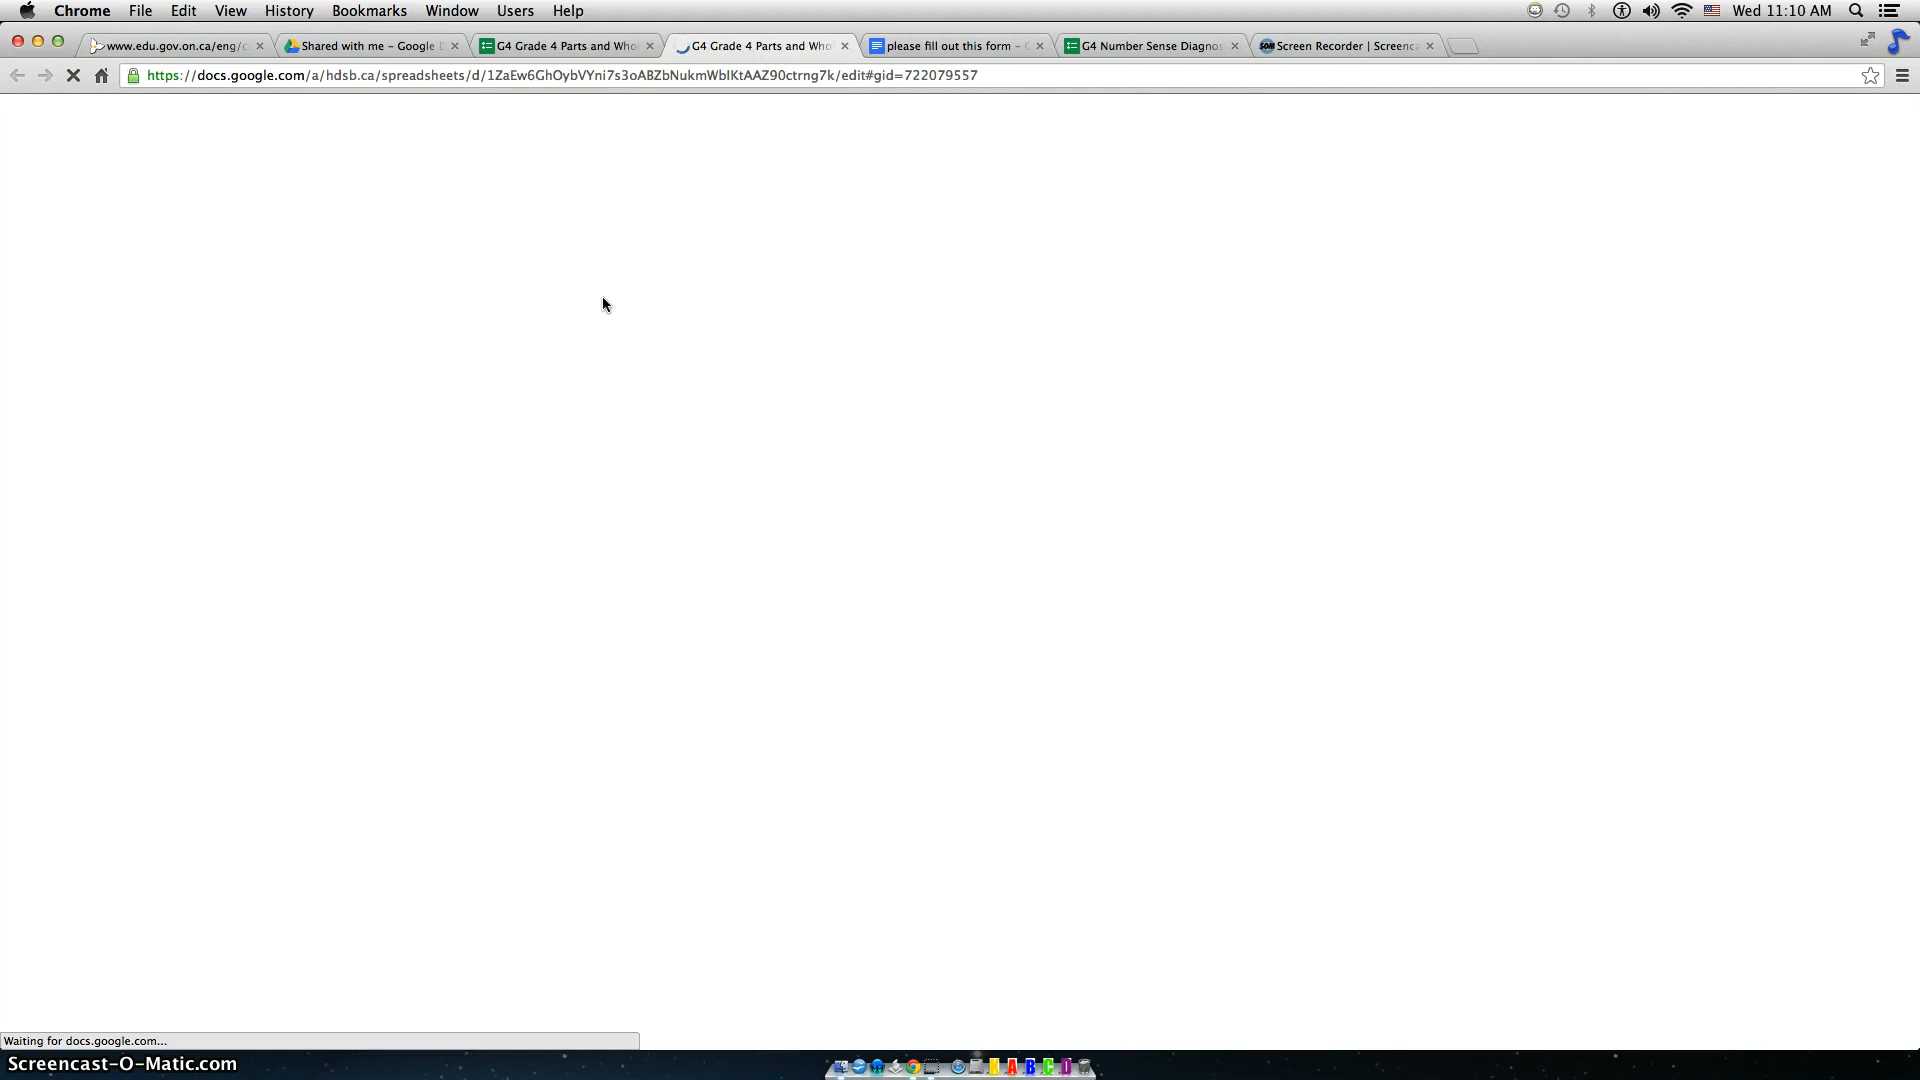 Chrome File Edit View History Bookmarks Window Users Help Wed 11:10 AM
www.edu.gov.on.ca/eng/c Shared with me – Google D G4 Grade 4 Parts and Whol G4 Grade 4 Parts and Whol please fill out this form – G G4 Number Sense Diagnos Screen Recorder | Screenca
https://docs.google.com/a/hdsb.ca/spreadsheets/d/1ZaEw6GhOybVYni7s3oABZbNukmWblKtAAZ90ctrng7k/edit#gid=722079557
Waiting for docs.google.com...
Screencast-O-Matic.com
A B C D